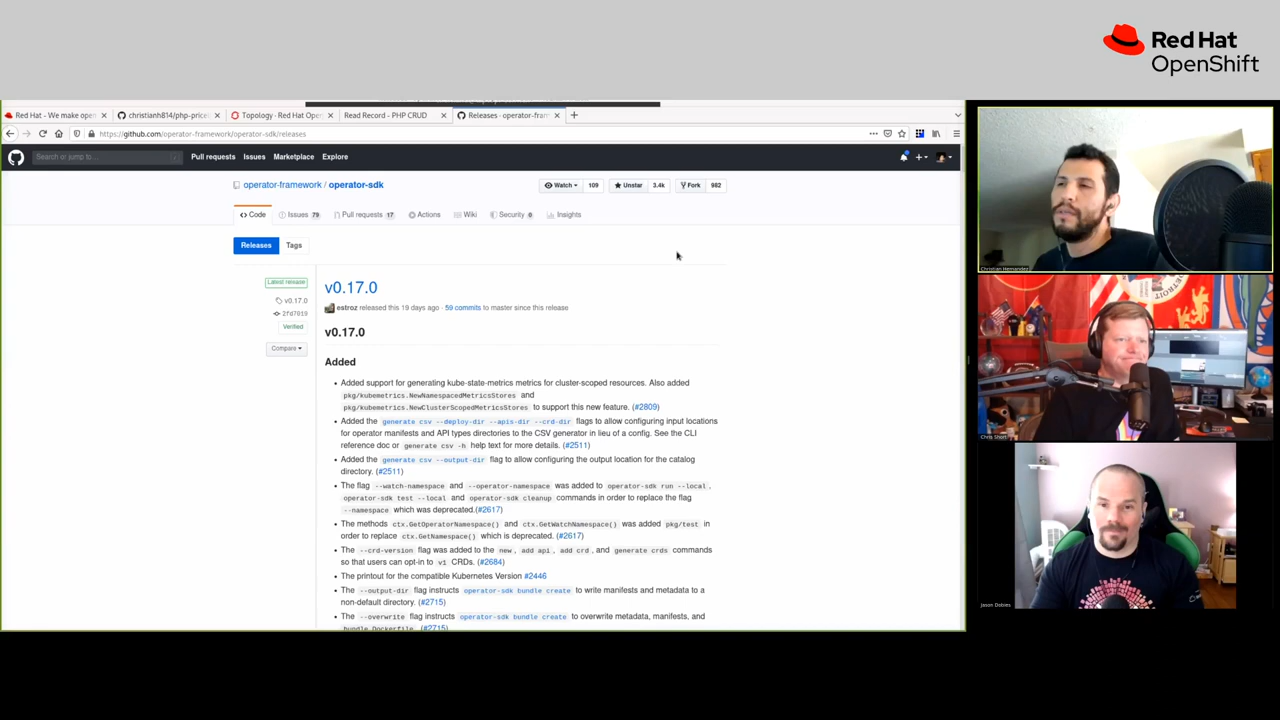 Red Hat
OpenShift
Red Hat - We make open
christianh814/php-price
Topology · Red Hat Ope
Read Record - PHP CRUD
Releases · operator-fram
https://github.com/operator-framework/operator-sdk/releases
Search or jump to...
Pull requests
Issues
Marketplace
Explore
operator-framework / operator-sdk
Watch
109
Unstar
3.4k
Fork
982
Code
Issues 79
Pull requests 17
Actions
Wiki
Security 0
Insights
Releases
Tags
Latest release
v0.17.0
2fd7019
Verified
Compare
v0.17.0
estroz released this 19 days ago · 59 commits to master since this release
v0.17.0
Added
• Added support for generating kube-state-metrics metrics for cluster-scoped resources. Also added
pkg/kubemetrics.NewNamespacedMetricsStores and
pkg/kubemetrics.NewClusterScopedMetricsStores to support this new feature. (#2809)
• Added the generate csv --deploy-dir --apis-dir --crd-dir flags to allow configuring input locations
for operator manifests and API types directories to the CSV generator in lieu of a config. See the CLI
reference doc or generate csv -h help text for more details. (#2511)
• Added the generate csv --output-dir flag to allow configuring the output location for the catalog
directory. (#2511)
• The flag --watch-namespace and --operator-namespace was added to operator-sdk run --local,
operator-sdk test --local and operator-sdk cleanup commands in order to replace the flag
--namespace which was deprecated.(#2617)
• The methods ctx.GetOperatorNamespace() and ctx.GetWatchNamespace() was added pkg/test in
order to replace ctx.GetNamespace() which is deprecated. (#2617)
• The --crd-version flag was added to the new, add api, add crd, and generate crds commands
so that users can opt-in to v1 CRDs. (#2684)
• The printout for the compatible Kubernetes Version #2446
• The --output-dir flag instructs operator-sdk bundle create to write manifests and metadata to a
non-default directory. (#2715)
• The --overwrite flag instructs operator-sdk bundle create to overwrite metadata, manifests, and
bundle.Dockerfile. (#2715)
Christian Hernandez
Chris Short
Jason Dobies